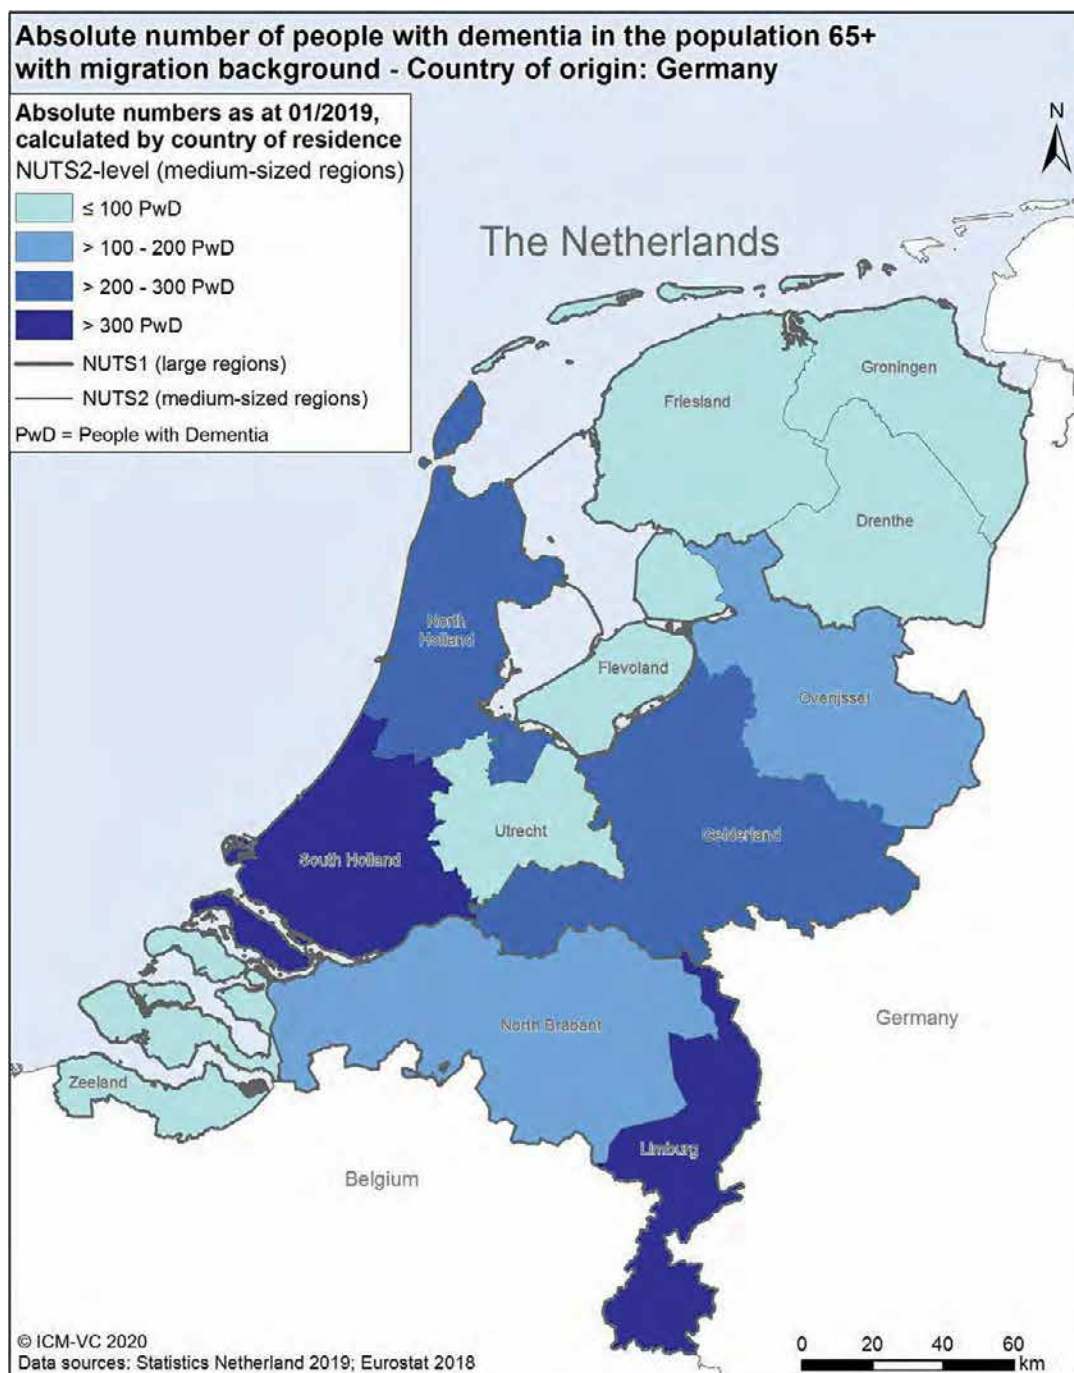 Absolute number of people with dementia in the population 65+
with migration background - Country of origin: Germany
Absolute numbers as at 01/2019,
calculated by country of residence
NUTS2-level (medium-sized regions)
≤ 100 PwD
> 100 - 200 PwD
> 200 - 300 PwD
> 300 PwD
NUTS1 (large regions)
NUTS2 (medium-sized regions)
PwD = People with Dementia
N
The Netherlands
Groningen
Friesland
Drenthe
North
Holland
Flevoland
Overijssel
Utrecht
Gelderland
South Holland
North Brabant
Germany
Zeeland
Limburg
Belgium
© ICM-VC 2020
Data sources: Statistics Netherland 2019; Eurostat 2018
0 20 40 60
km